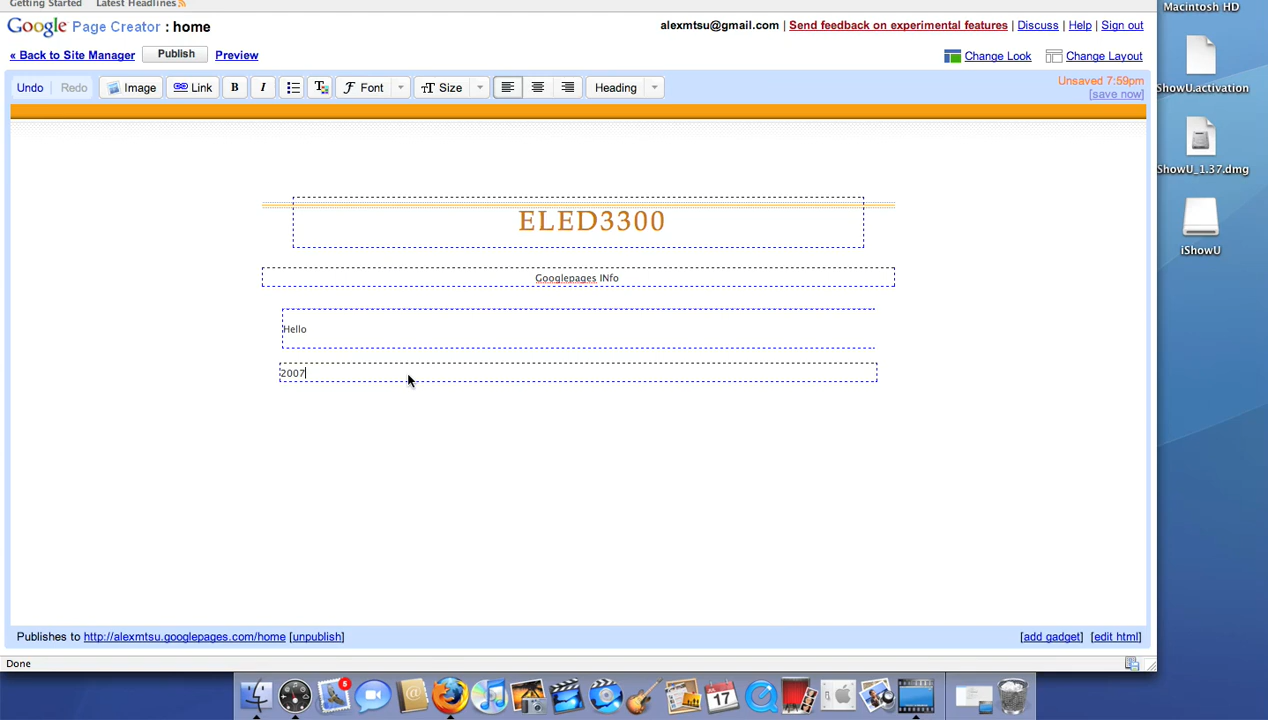 Getting Started Latest Headlines
Google Page Creator : home
alexmtsu@gmail.com | Send feedback on experimental features | Discuss | Help | Sign out
« Back to Site Manager Publish Preview
Change Look Change Layout
Undo Redo Image Link B I T Font T Size Heading
Unsaved 7:59pm
[save now]
ELED3300
Googlepages INfo
Hello
2007
Publishes to http://alexmtsu.googlepages.com/home [unpublish]
[add gadget] [edit html]
Done
Macintosh HD
ShowU.activation
ShowU_1.37.dmg
iShowU
5
17